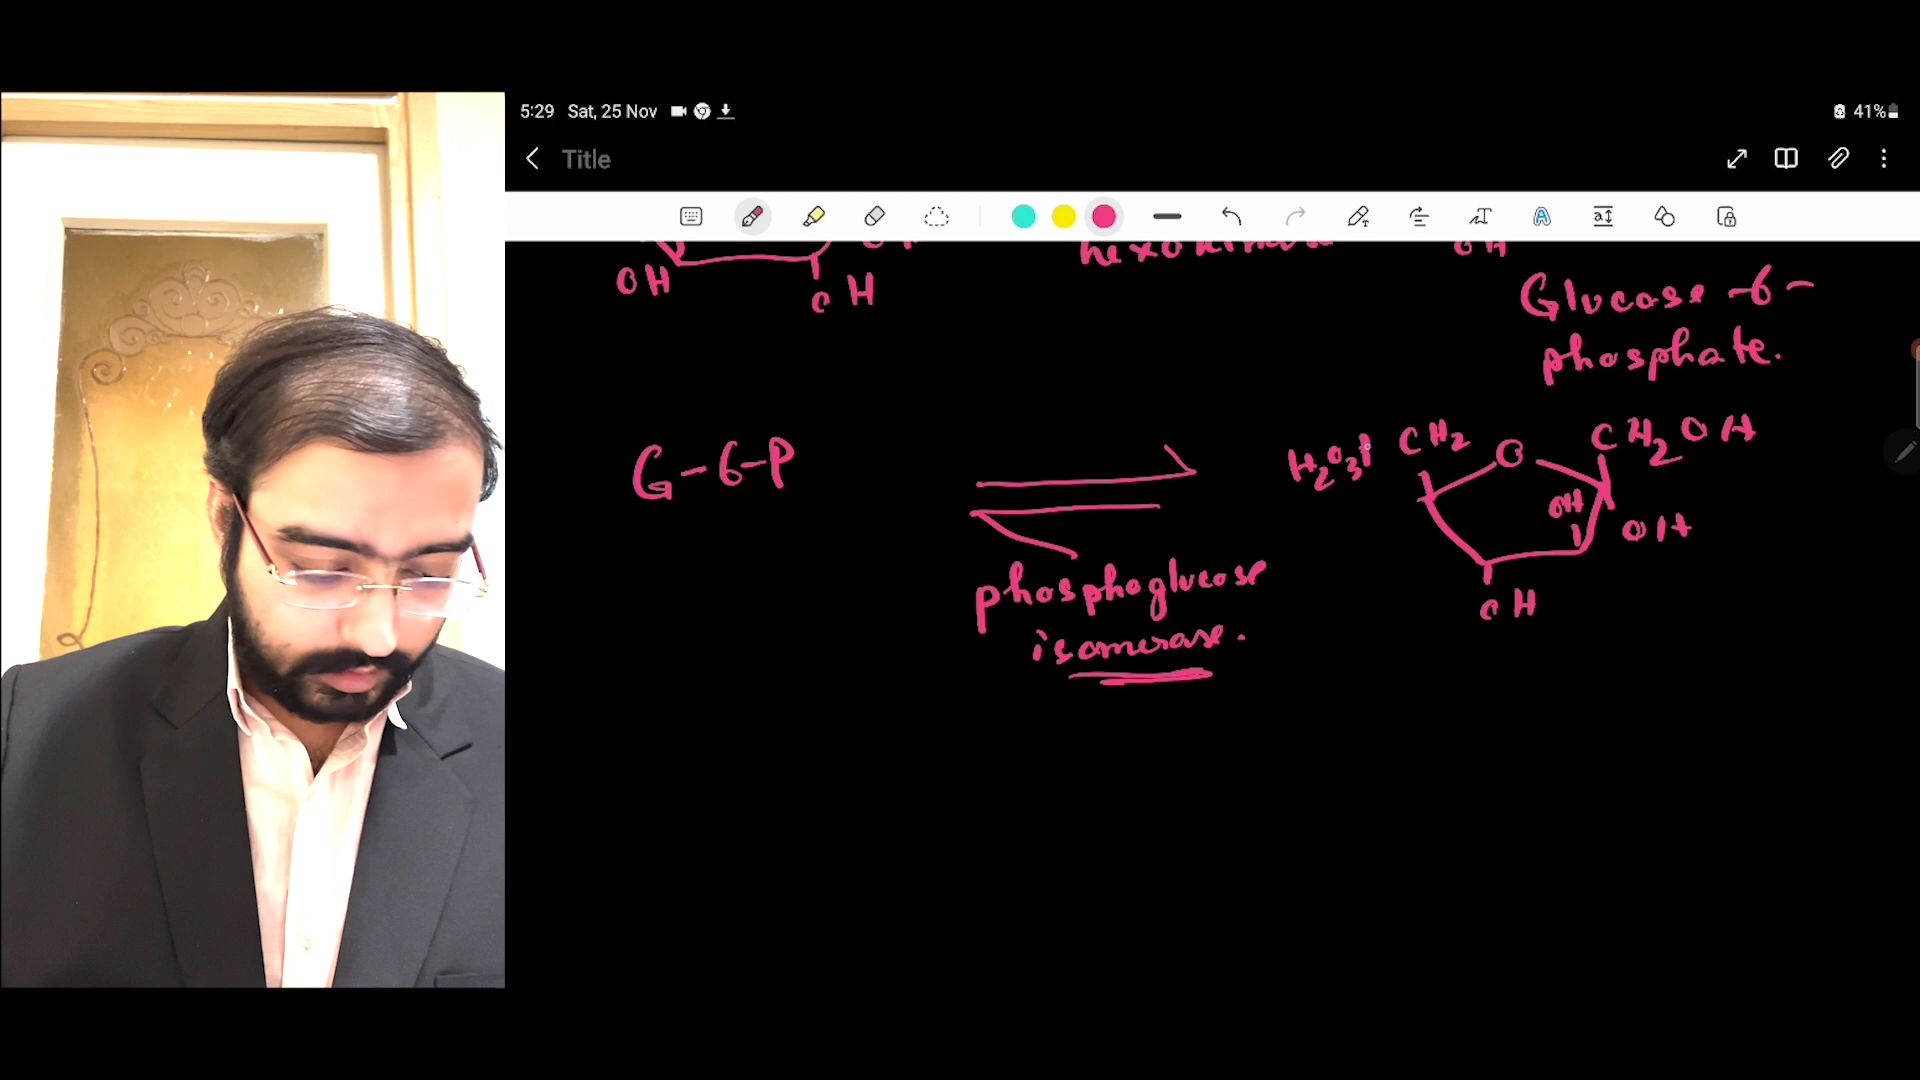 5:29 Sat, 25 Nov
41%
Title
OH
OH
Glucose-6-
phosphate.
G-6-P
H2O3P CH2 O CH2OH
OH
OH
OH
phosphoglucose
isomerase.